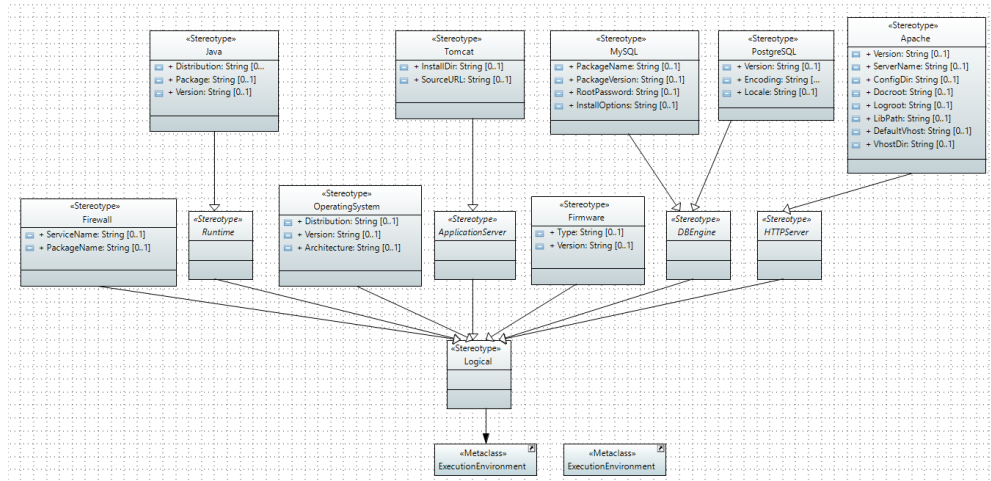 «Stereotype»
Java
+ Distribution: String [0...
+ Package: String [0..1]
+ Version: String [0..1]
«Stereotype»
Tomcat
+ InstallDir: String [0..1]
+ SourceURL: String [0..1]
«Stereotype»
MySQL
+ PackageName: String [0..1]
+ PackageVersion: String [0..1]
+ RootPassword: String [0..1]
+ InstallOptions: String [0..1]
«Stereotype»
PostgreSQL
+ Version: String [0..1]
+ Encoding: String [...
+ Locale: String [0..1]
«Stereotype»
Apache
+ Version: String [0..1]
+ ServerName: String [0..1]
+ ConfigDir: String [0..1]
+ Docroot: String [0..1]
+ Logroot: String [0..1]
+ LibPath: String [0..1]
+ DefaultVhost: String [0..1]
+ VhostDir: String [0..1]
«Stereotype»
Firewall
+ ServiceName: String [0..1]
+ PackageName: String [0..1]
«Stereotype»
Runtime
«Stereotype»
OperatingSystem
+ Distribution: String [0..1]
+ Version: String [0..1]
+ Architecture: String [0..1]
«Stereotype»
ApplicationServer
«Stereotype»
Firmware
+ Type: String [0..1]
+ Version: String [0..1]
«Stereotype»
DBEngine
«Stereotype»
HTTPServer
«Stereotype»
Logical
«Metaclass»
ExecutionEnvironment
«Metaclass»
ExecutionEnvironment